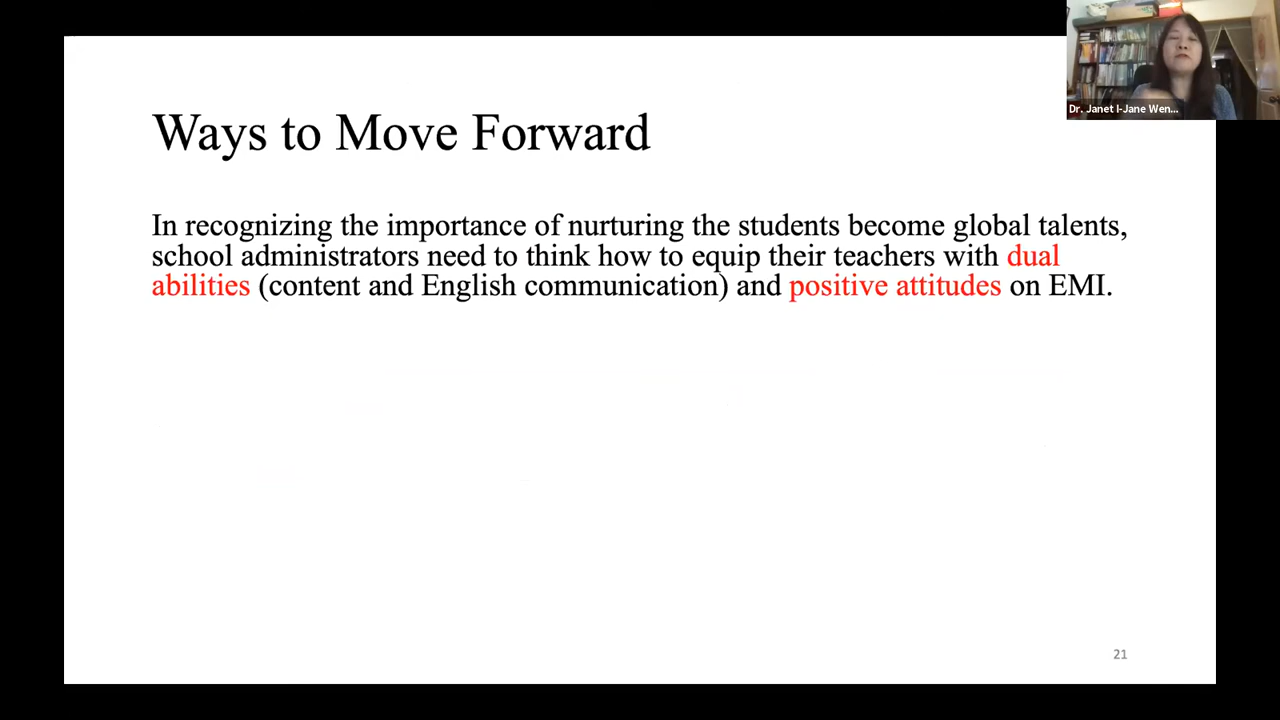 Dr. Janet I-Jane Wen...
Ways to Move Forward
In recognizing the importance of nurturing the students become global talents,
school administrators need to think how to equip their teachers with dual
abilities (content and English communication) and positive attitudes on EMI.
21